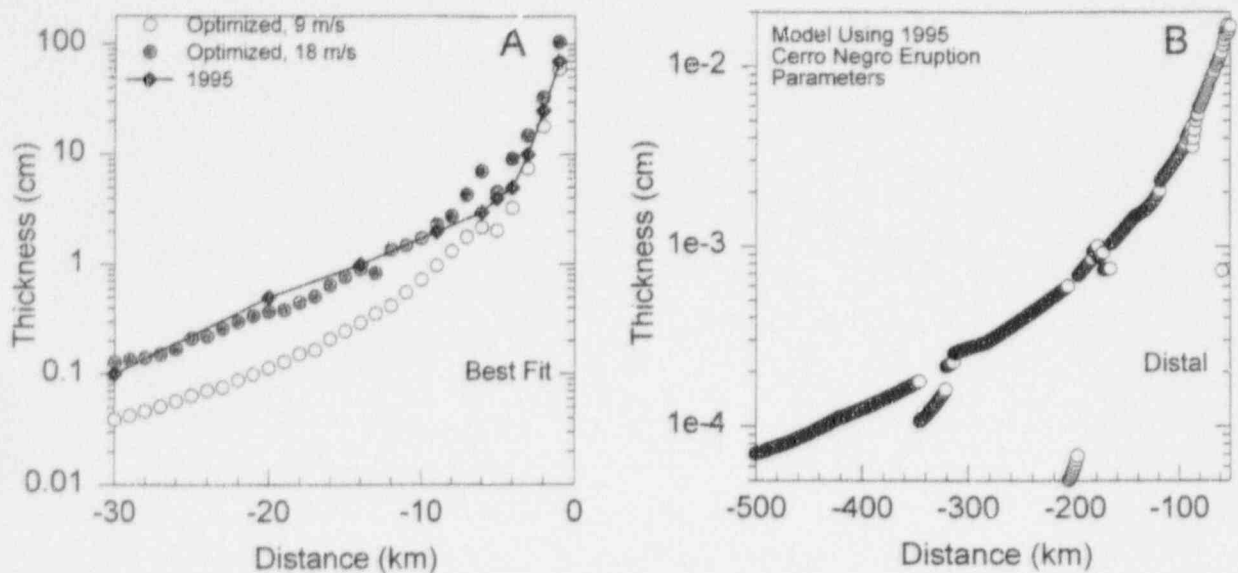 A
Optimized, 9 m/s
Optimized, 18 m/s
1995
100
10
1
0.1
0.01
Thickness (cm)
Best Fit
-30
-20
-10
0
Distance (km)
B
Model Using 1995
Cerro Negro Eruption
Parameters
1e-2
1e-3
1e-4
Thickness (cm)
Distal
-500
-400
-300
-200
-100
Distance (km)